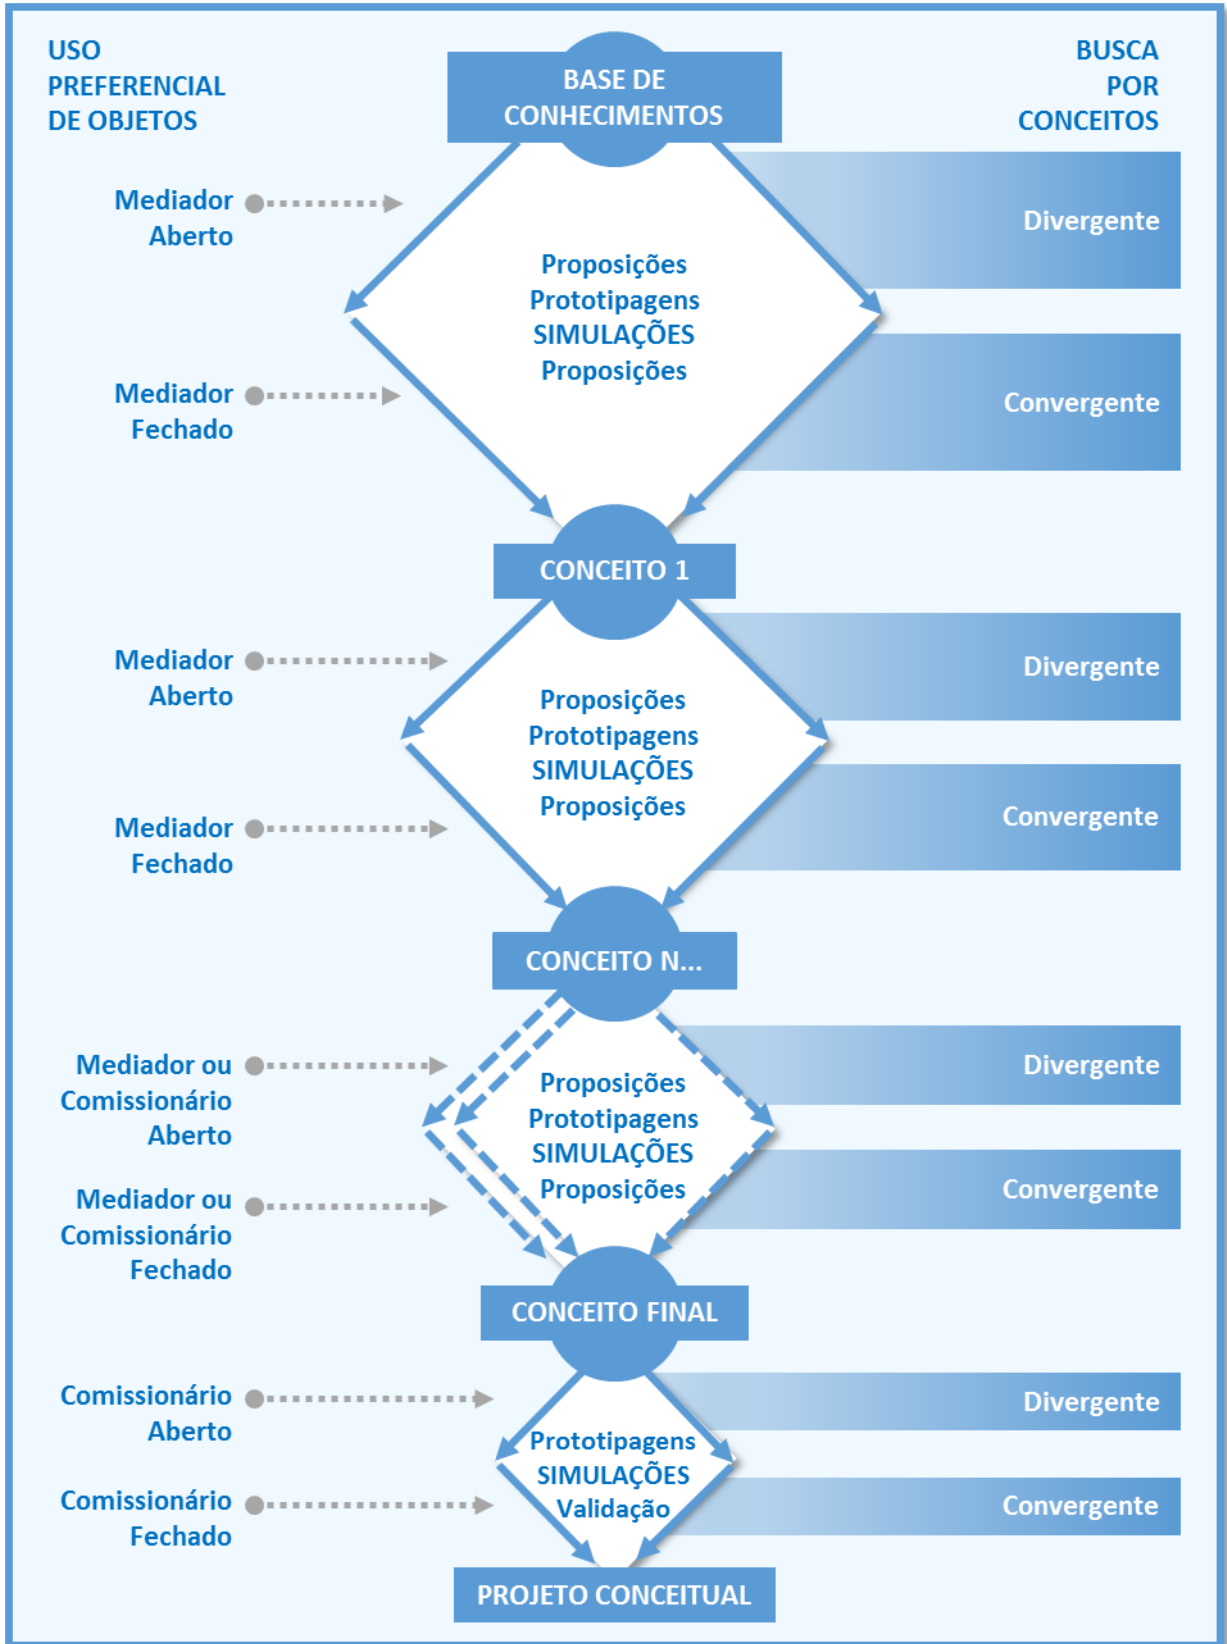 USO
PREFERENCIAL
DE OBJETOS
BASE DE
CONHECIMENTOS
BUSCA
POR
CONCEITOS
Mediador
Aberto
Divergente
Proposições
Prototipagens
SIMULAÇÕES
Proposições
Mediador
Fechado
Convergente
CONCEITO 1
Mediador
Aberto
Divergente
Proposições
Prototipagens
SIMULAÇÕES
Proposições
Mediador
Fechado
Convergente
CONCEITO N...
Mediador ou
Comissionário
Aberto
Divergente
Proposições
Prototipagens
SIMULAÇÕES
Proposições
Mediador ou
Comissionário
Fechado
Convergente
CONCEITO FINAL
Comissionário
Aberto
Divergente
Prototipagens
SIMULAÇÕES
Validação
Comissionário
Fechado
Convergente
PROJETO CONCEITUAL